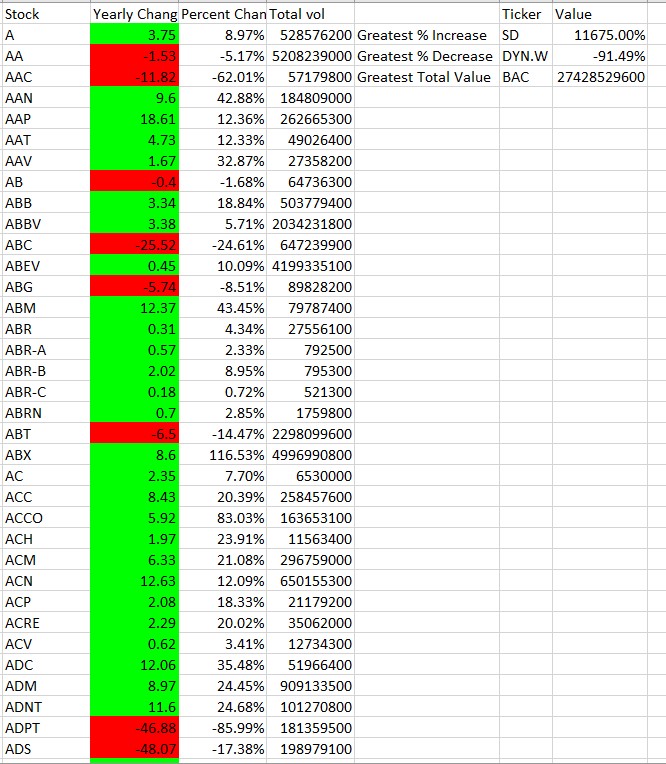 Stock Yearly Chang Percent Chan Total vol Ticker Value
A 3.75 8.97% 528576200 Greatest % Increase SD 11675.00%
AA -1.53 -5.17% 5208239000 Greatest % Decrease DYN.W -91.49%
AAC -11.82 -62.01% 57179800 Greatest Total Value BAC 27428529600
AAN 9.6 42.88% 184809000
AAP 18.61 12.36% 262665300
AAT 4.73 12.33% 49026400
AAV 1.67 32.87% 27358200
AB -0.4 -1.68% 64736300
ABB 3.34 18.84% 503779400
ABBV 3.38 5.71% 2034231800
ABC -25.52 -24.61% 647239900
ABEV 0.45 10.09% 4199335100
ABG -5.74 -8.51% 89828200
ABM 12.37 43.45% 79787400
ABR 0.31 4.34% 27556100
ABR-A 0.57 2.33% 792500
ABR-B 2.02 8.95% 795300
ABR-C 0.18 0.72% 521300
ABRN 0.7 2.85% 1759800
ABT -6.5 -14.47% 2298099600
ABX 8.6 116.53% 4996990800
AC 2.35 7.70% 6530000
ACC 8.43 20.39% 258457600
ACCO 5.92 83.03% 163653100
ACH 1.97 23.91% 11563400
ACM 6.33 21.08% 296759000
ACN 12.63 12.09% 650155300
ACP 2.08 18.33% 21179200
ACRE 2.29 20.02% 35062000
ACV 0.62 3.41% 12734300
ADC 12.06 35.48% 51966400
ADM 8.97 24.45% 909133500
ADNT 11.6 24.68% 101270800
ADPT -46.88 -85.99% 181359500
ADS -48.07 -17.38% 198979100